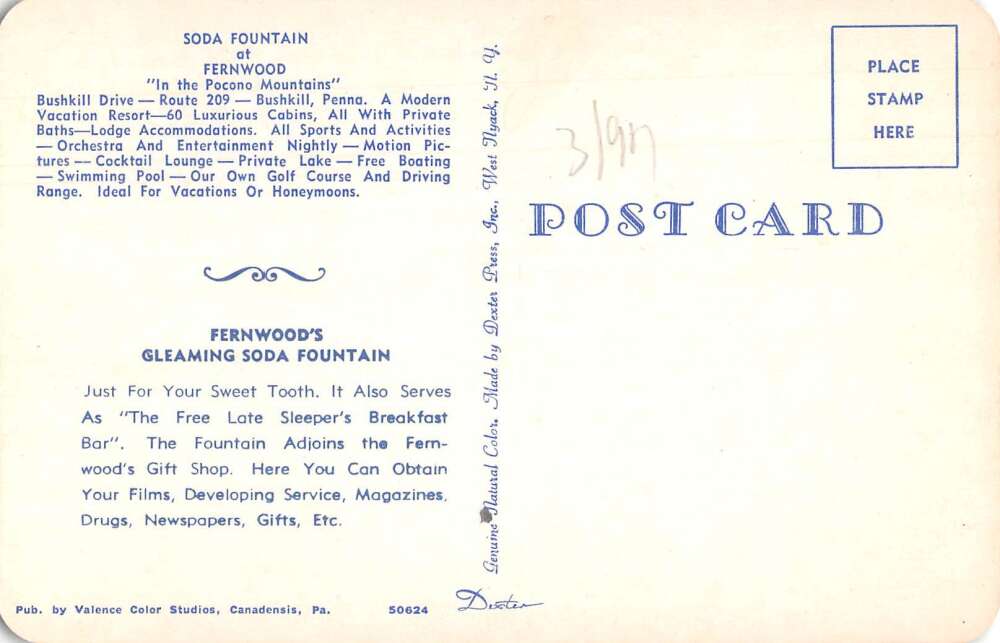 SODA FOUNTAIN
at
FERNWOOD
"In the Pocono Mountains"
Bushkill Drive — Route 209 — Bushkill, Penna. A Modern
Vacation Resort—60 Luxurious Cabins, All With Private
Baths—Lodge Accommodations. All Sports And Activities
— Orchestra And Entertainment Nightly — Motion Pic-
tures — Cocktail Lounge — Private Lake — Free Boating
— Swimming Pool — Our Own Golf Course And Driving
Range. Ideal For Vacations Or Honeymoons.
FERNWOOD'S
GLEAMING SODA FOUNTAIN
Just For Your Sweet Tooth. It Also Serves
As "The Free Late Sleeper's Breakfast
Bar". The Fountain Adjoins the Fern-
wood's Gift Shop. Here You Can Obtain
Your Films, Developing Service, Magazines,
Drugs, Newspapers, Gifts, Etc.
Pub. by Valence Color Studios, Canadensis, Pa. 50624
Dexter
Genuine Natural Color. Made by Dexter Press, Inc., West Nyack, N. Y.
PLACE
STAMP
HERE
POST CARD